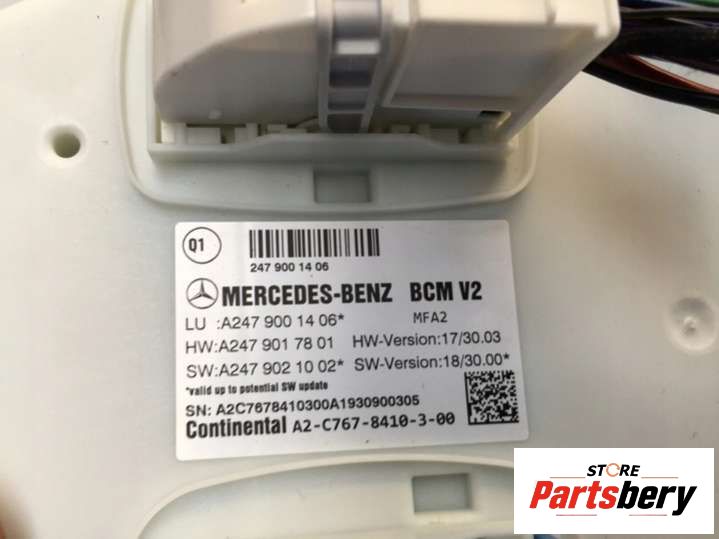 Q1
247 900 14 06
MERCEDES-BENZ BCM V2
LU :A247 900 14 06* MFA2
HW:A247 901 78 01 HW-Version:17/30.03
SW:A247 902 10 02* SW-Version:18/30.00*
*valid up to potential SW update
SN: A2C7678410300A1930900305
Continental A2-C767-8410-3-00
STORE
Partsbery